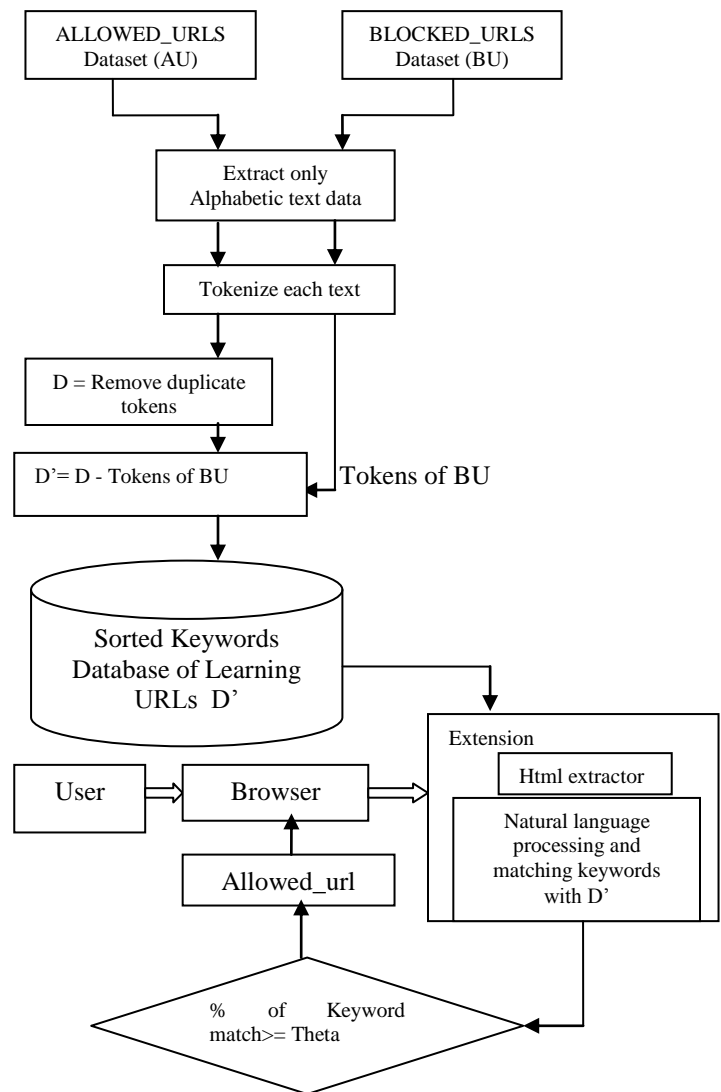 ALLOWED_URLS
Dataset (AU)
BLOCKED_URLS
Dataset (BU)
Extract only
Alphabetic text data
Tokenize each text
D = Remove duplicate
tokens
D’= D - Tokens of BU
Tokens of BU
Sorted Keywords
Database of Learning
URLs D’
Extension
Html extractor
User
Browser
Natural language
processing and
matching keywords
with D’
Allowed_url
% of Keyword
match>= Theta